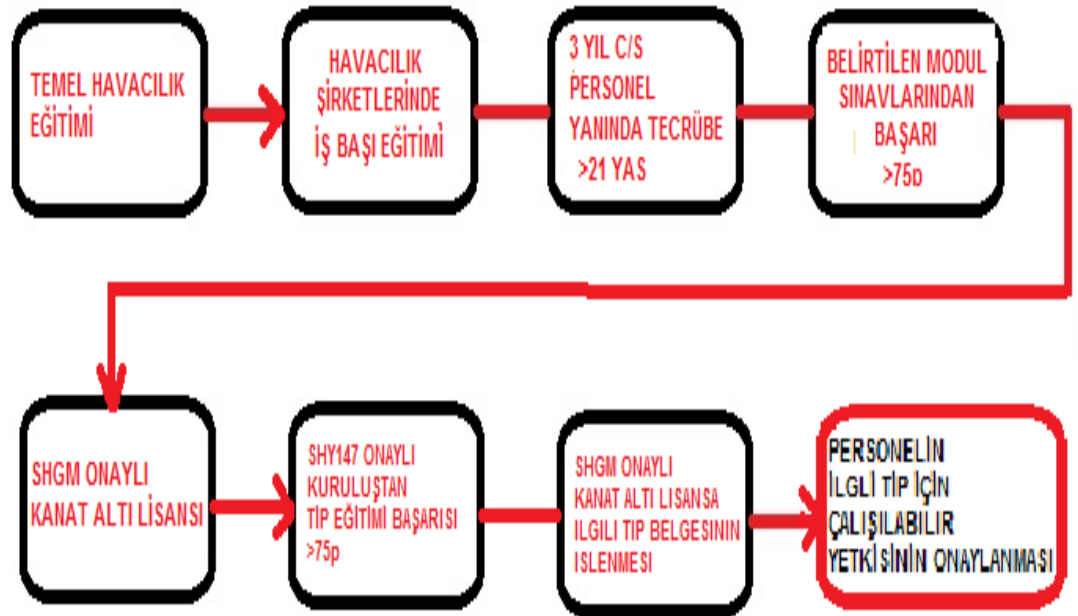 TEMEL HAVACILIK
EĞİTİMİ
HAVACILIK
ŞİRKETLERİNDE
İŞ BAŞI EĞİTİMİ
3 YIL C/S
PERSONEL
YANINDA TECRÜBE
>21 YAS
BELİRTİLEN MODUL
SINAVLARINDAN
BAŞARI
>75p
SHGM ONAYLI
KANAT ALTI LİSANSI
SHY147 ONAYLI
KURULUŞTAN
TİP EĞİTİMİ BAŞARISI
>75p
SHGM ONAYLI
KANAT ALTI LISANSA
ILGILI TIP BELGESININ
ISLENMESI
PERSONELİN
İLGLİ TİP İÇİN
ÇALIŞILABİLİR
YETKİSİNİN ONAYLANMASI